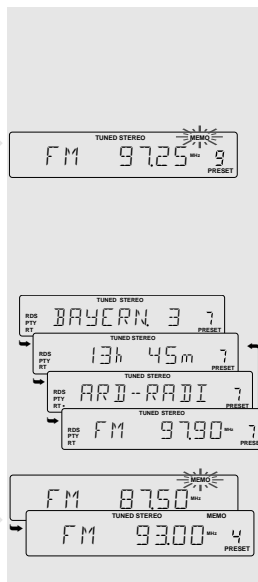 TUNED STEREO MEMO
FM 97.25 MHz 9
PRESET
TUNED STEREO
RDS
PTY
RT
BAYERN. 3 7
PRESET
TUNED STEREO
RDS
PTY
RT
13h 45m 7
PRESET
TUNED STEREO
RDS
PTY
RT •
ARD--RADI 7
PRESET
TUNED STEREO
RDS
PTY
RT
FM 97.90 MHz 7
PRESET
MEMO
FM 87.50 MHz
TUNED STEREO MEMO
FM 93.00 MHz 4
PRESET